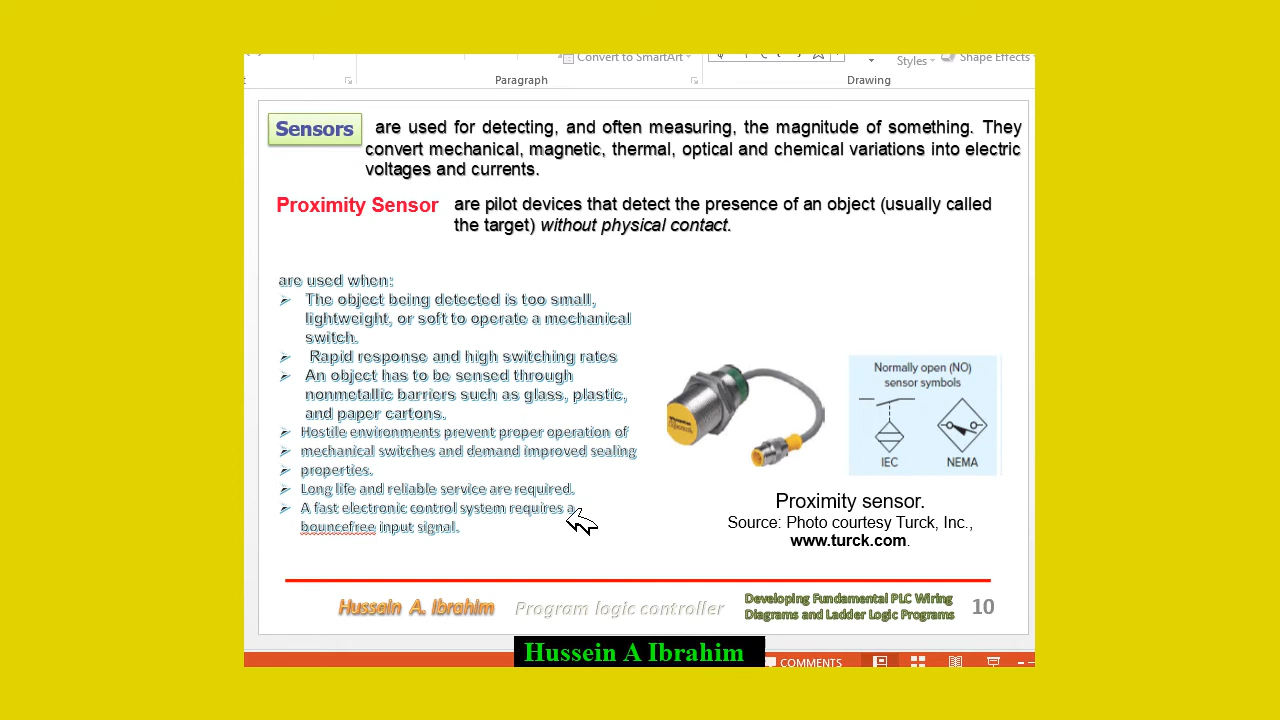 Convert to SmartArt
Styles
Shape Effects
Paragraph
Drawing
Sensors are used for detecting, and often measuring, the magnitude of something. They
convert mechanical, magnetic, thermal, optical and chemical variations into electric
voltages and currents.
Proximity Sensor are pilot devices that detect the presence of an object (usually called
the target) without physical contact.
are used when:
➢ The object being detected is too small,
lightweight, or soft to operate a mechanical
switch.
➢ Rapid response and high switching rates
➢ An object has to be sensed through
nonmetallic barriers such as glass, plastic,
and paper cartons.
➢ Hostile environments prevent proper operation of
➢ mechanical switches and demand improved sealing
➢ properties.
➢ Long life and reliable service are required.
➢ A fast electronic control system requires a
bouncefree input signal.
Normally open (NO)
sensor symbols
IEC
NEMA
Proximity sensor.
Source: Photo courtesy Turck, Inc.,
www.turck.com.
Hussein A. Ibrahim
Program logic controller
Developing Fundamental PLC Wiring
Diagrams and Ladder Logic Programs
10
Hussein A Ibrahim
COMMENTS